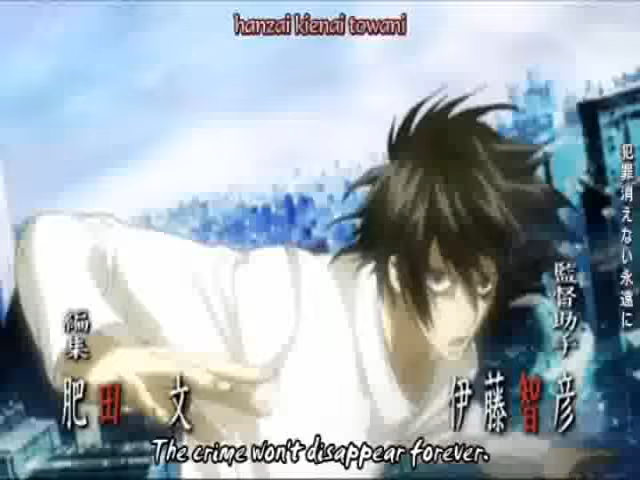 hanzai kienai towani
犯罪消えない永遠に
監督助手
伊藤智彦
編集
肥田 文
The crime won't disappear forever.